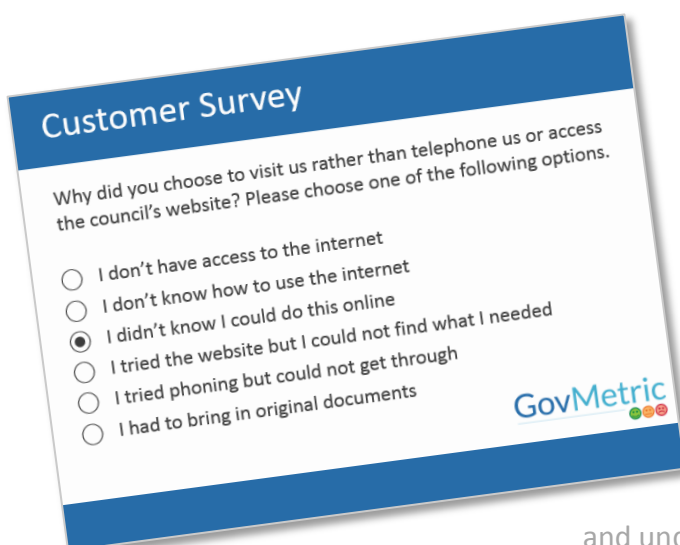 Customer Survey
Why did you choose to visit us rather than telephone us or access
the council's website? Please choose one of the following options.
I don't have access to the internet
I don't know how to use the internet
I didn't know I could do this online
I tried the website but I could not find what I needed
I tried phoning but could not get through
I had to bring in original documents
GovMetric
and